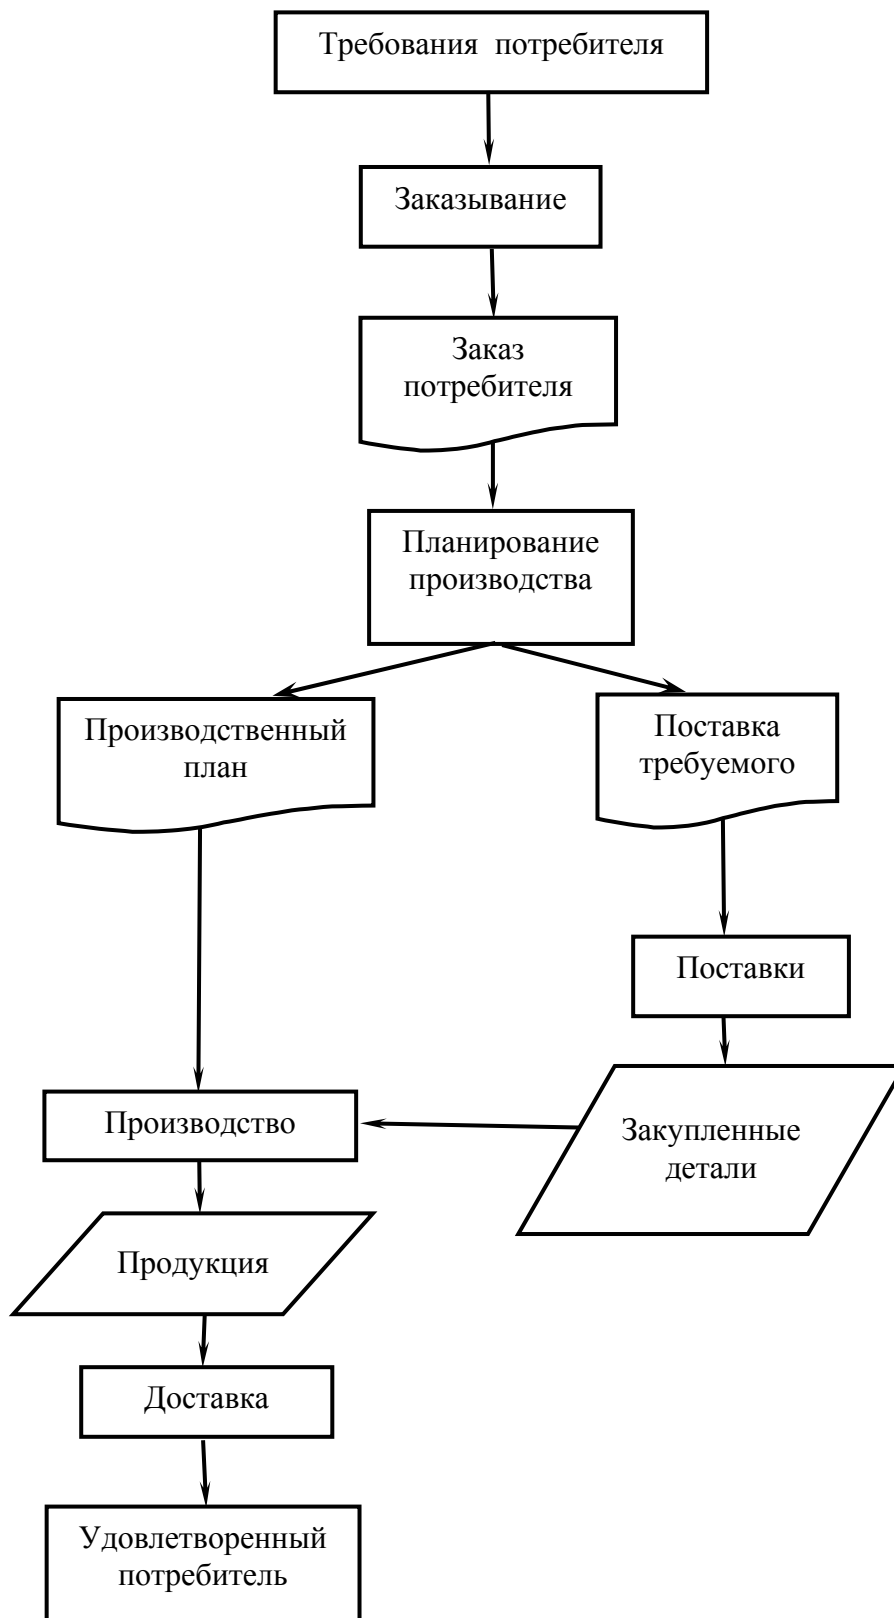 Требования потребителя
Заказывание
Заказ
потребителя
Планирование
производства
Производственный
план
Поставка
требуемого
Поставки
Закупленные
детали
Производство
Продукция
Доставка
Удовлетворенный
потребитель